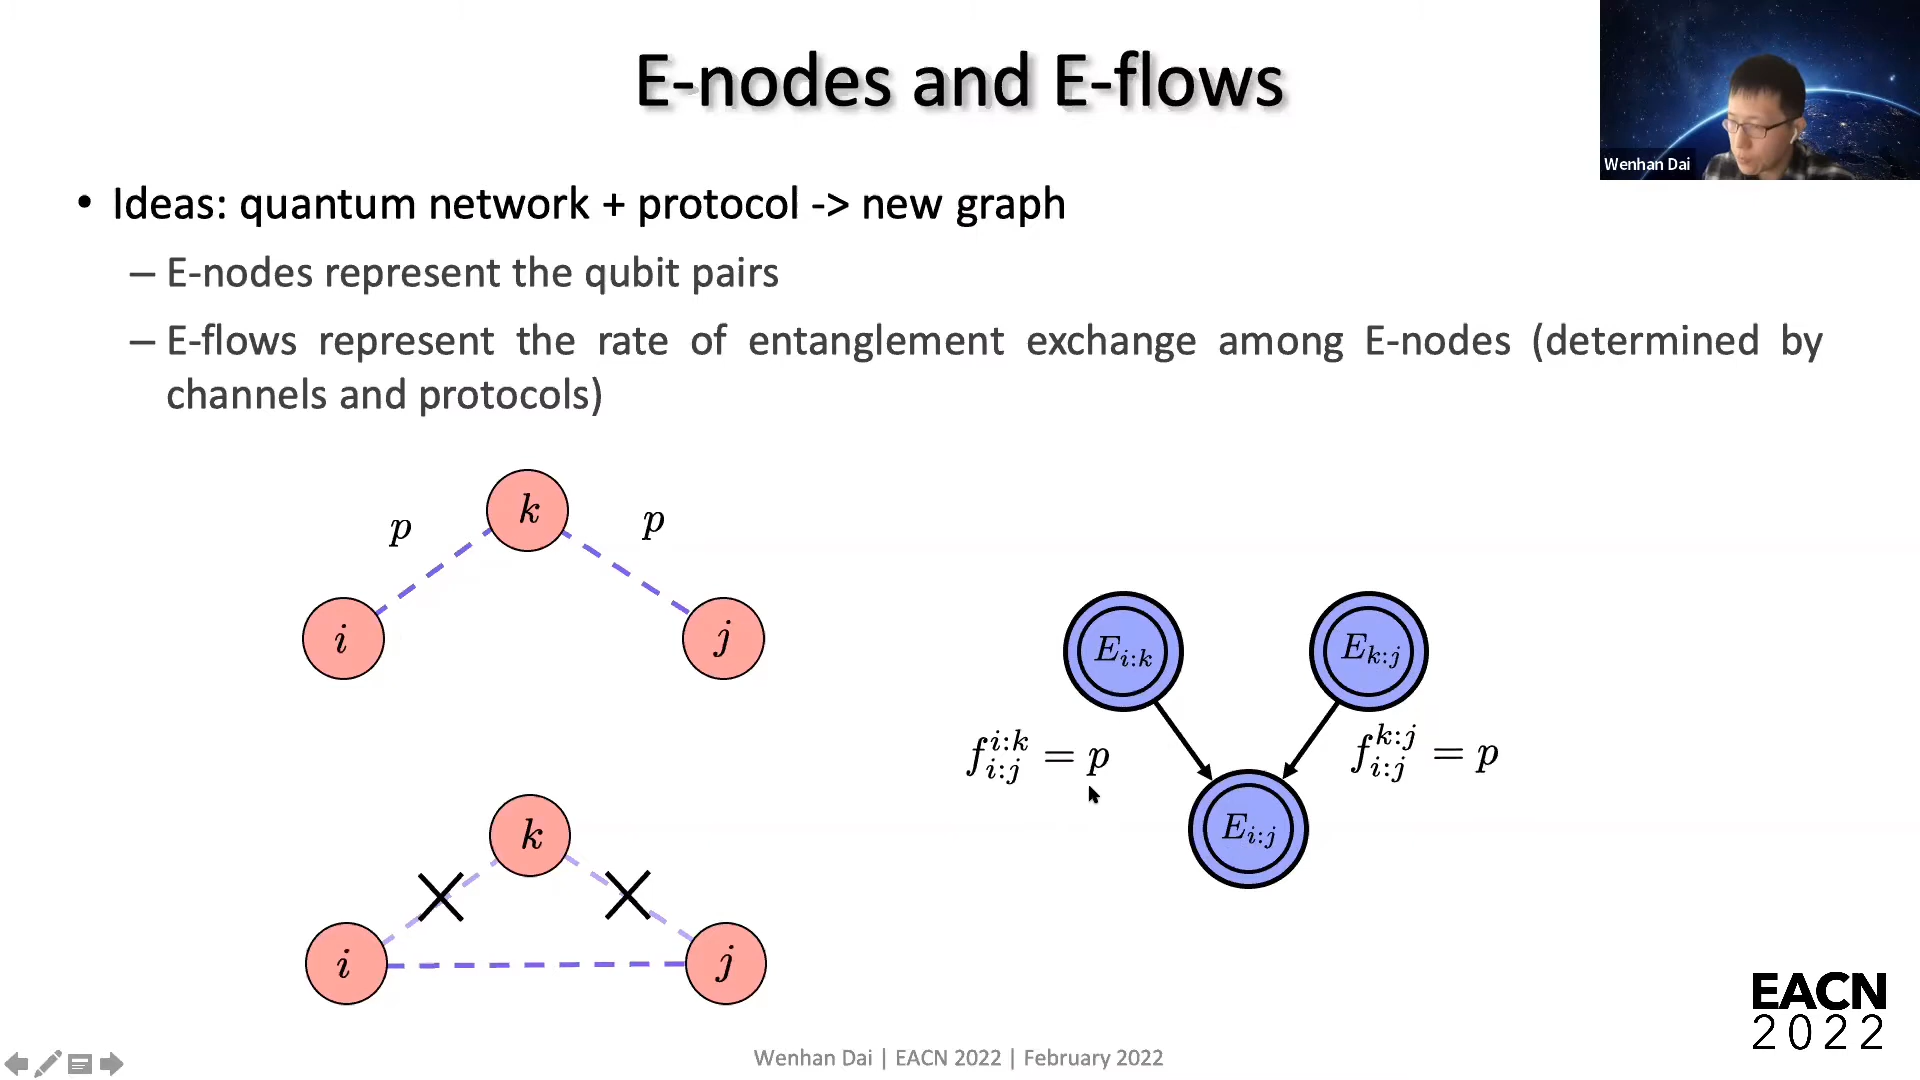 E-nodes and E-flows
Wenhan Dai
• Ideas: quantum network + protocol -> new graph
– E-nodes represent the qubit pairs
– E-flows represent the rate of entanglement exchange among E-nodes (determined by
channels and protocols)
p
k
p
i
j
E_{i:k}
E_{k:j}
f_{i:j}^{i:k} = p
f_{i:j}^{k:j} = p
E_{i:j}
k
i
j
EACN
2022
Wenhan Dai | EACN 2022 | February 2022